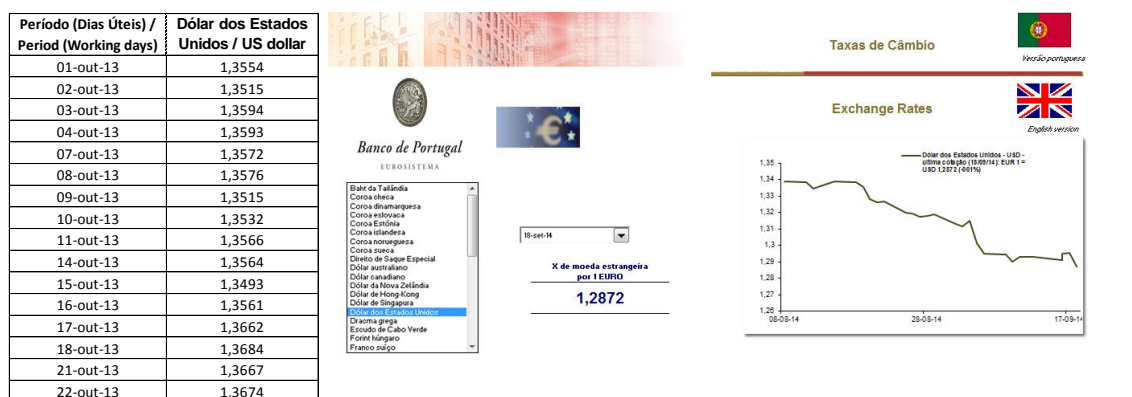 Período (Dias Úteis) /
Period (Working days)
Dólar dos Estados
Unidos / US dollar
01-out-13 1,3554
02-out-13 1,3515
03-out-13 1,3594
04-out-13 1,3593
07-out-13 1,3572
08-out-13 1,3576
09-out-13 1,3515
10-out-13 1,3532
11-out-13 1,3566
14-out-13 1,3564
15-out-13 1,3493
16-out-13 1,3561
17-out-13 1,3662
18-out-13 1,3684
21-out-13 1,3667
22-out-13 1,3674
Banco de Portugal
EUROSISTEMA
Baht da Tailândia
Coroa checa
Coroa dinamarquesa
Coroa eslovaca
Coroa Estónia
Coroa islandesa
Coroa norueguesa
Coroa sueca
Direito de Saque Especial
Dólar australiano
Dólar canadiano
Dólar da Nova Zelândia
Dólar de Hong-Kong
Dólar de Singapura
Dólar dos Estados Unidos
Dracma grega
Escudo de Cabo Verde
Forint húngaro
Franco suíço
18-set-14
X de moeda estrangeira
por 1 EURO
1,2872
Taxas de Câmbio
Versão portuguesa
Exchange Rates
English version
Dólar dos Estados Unidos - USD -
última cotação (18/09/14): EUR 1 =
USD 1,2872 (-001%)
1,35
1,34
1,33
1,32
1,31
1,3
1,29
1,28
1,27
1,26
08-08-14
28-08-14
17-09-14